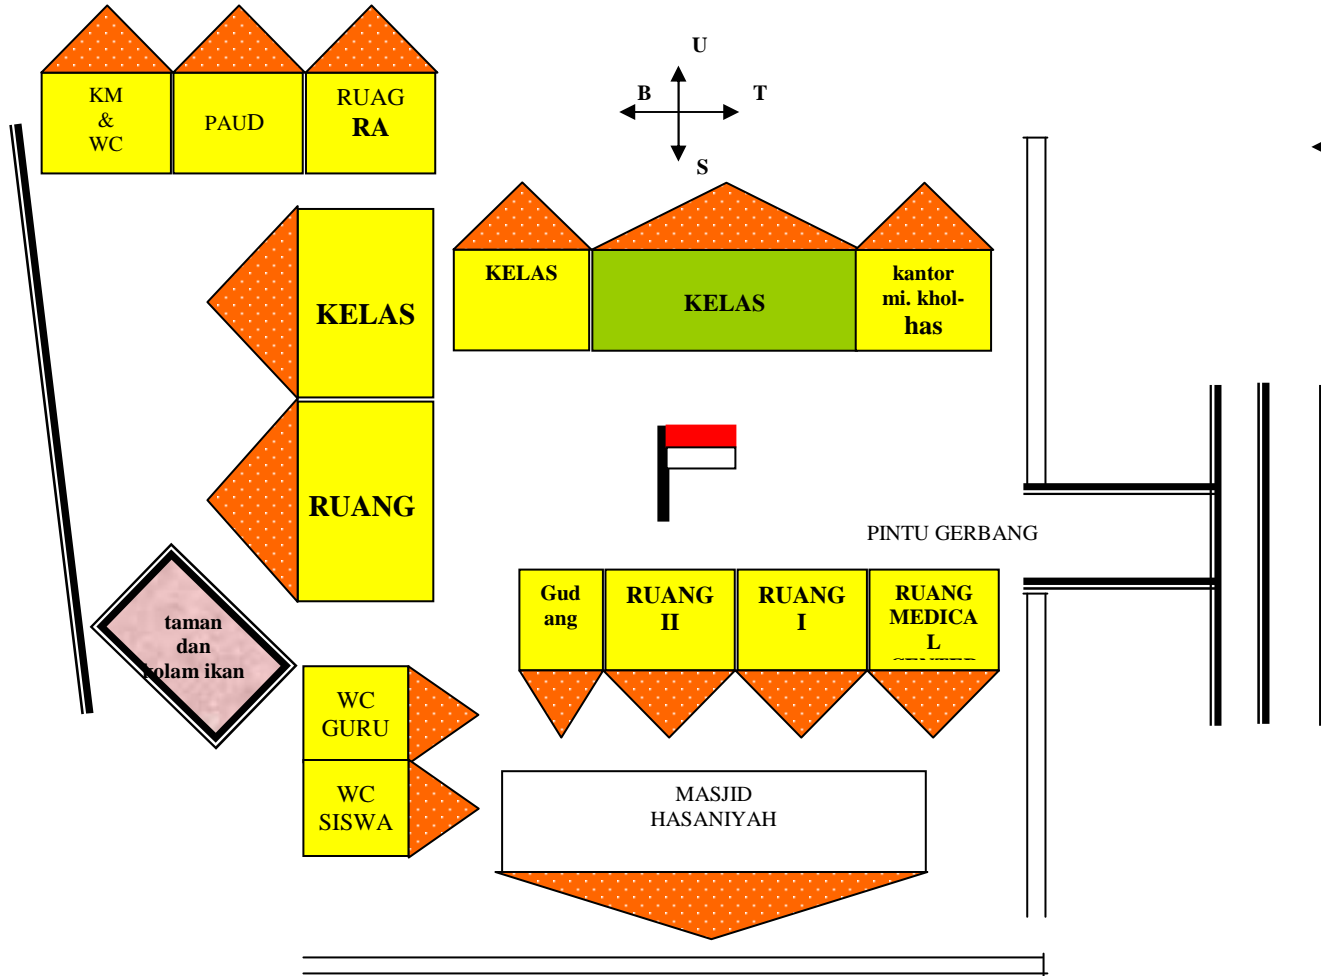 KM
&
WC
PAUD
RUAG
RA
U
B
T
S
KELAS
KELAS
kantor
mi. khol-
has
KELAS
RUANG
PINTU GERBANG
taman
dan
kolam ikan
Gud
ang
RUANG
II
RUANG
I
RUANG
MEDICA
L
WC
GURU
WC
SISWA
MASJID
HASANIYAH